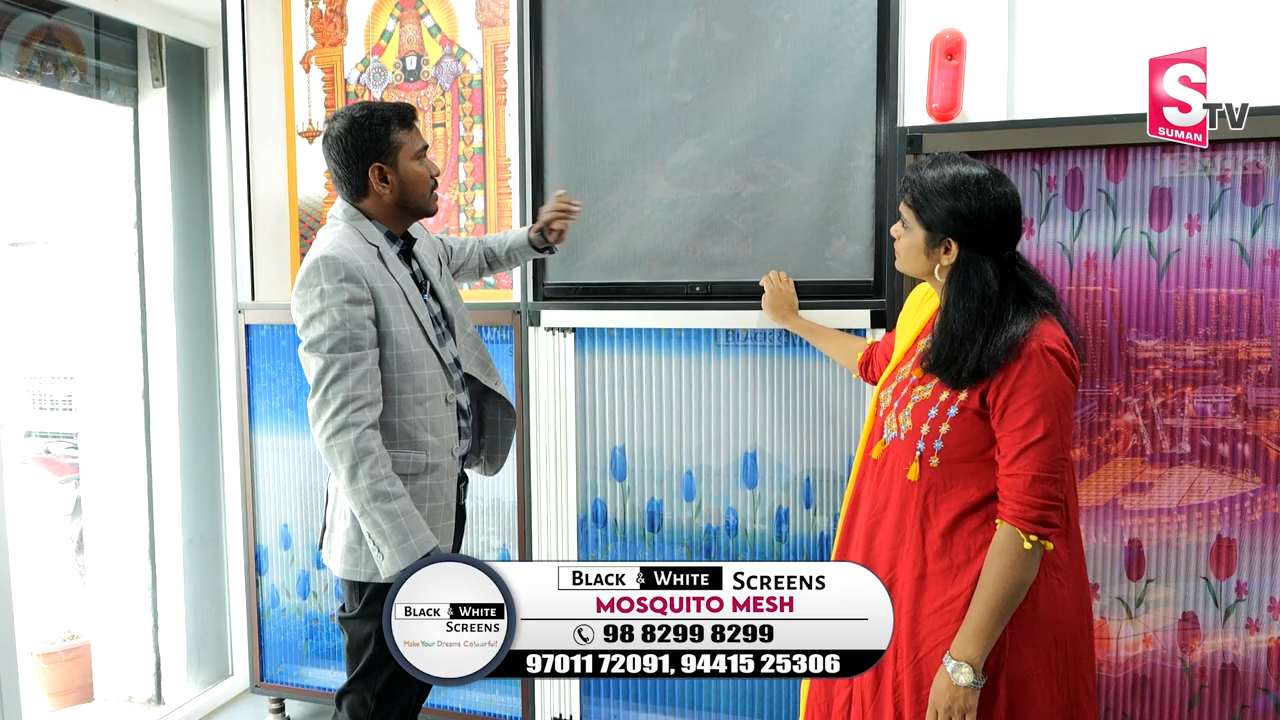 S
TV
SUMAN
BLACK & W
BLACK & WHITE SCREENS
MOSQUITO MESH
98 8299 8299
97011 72091, 94415 25306
BLACK & WHITE
SCREENS
Make Your Dreams Colourful!